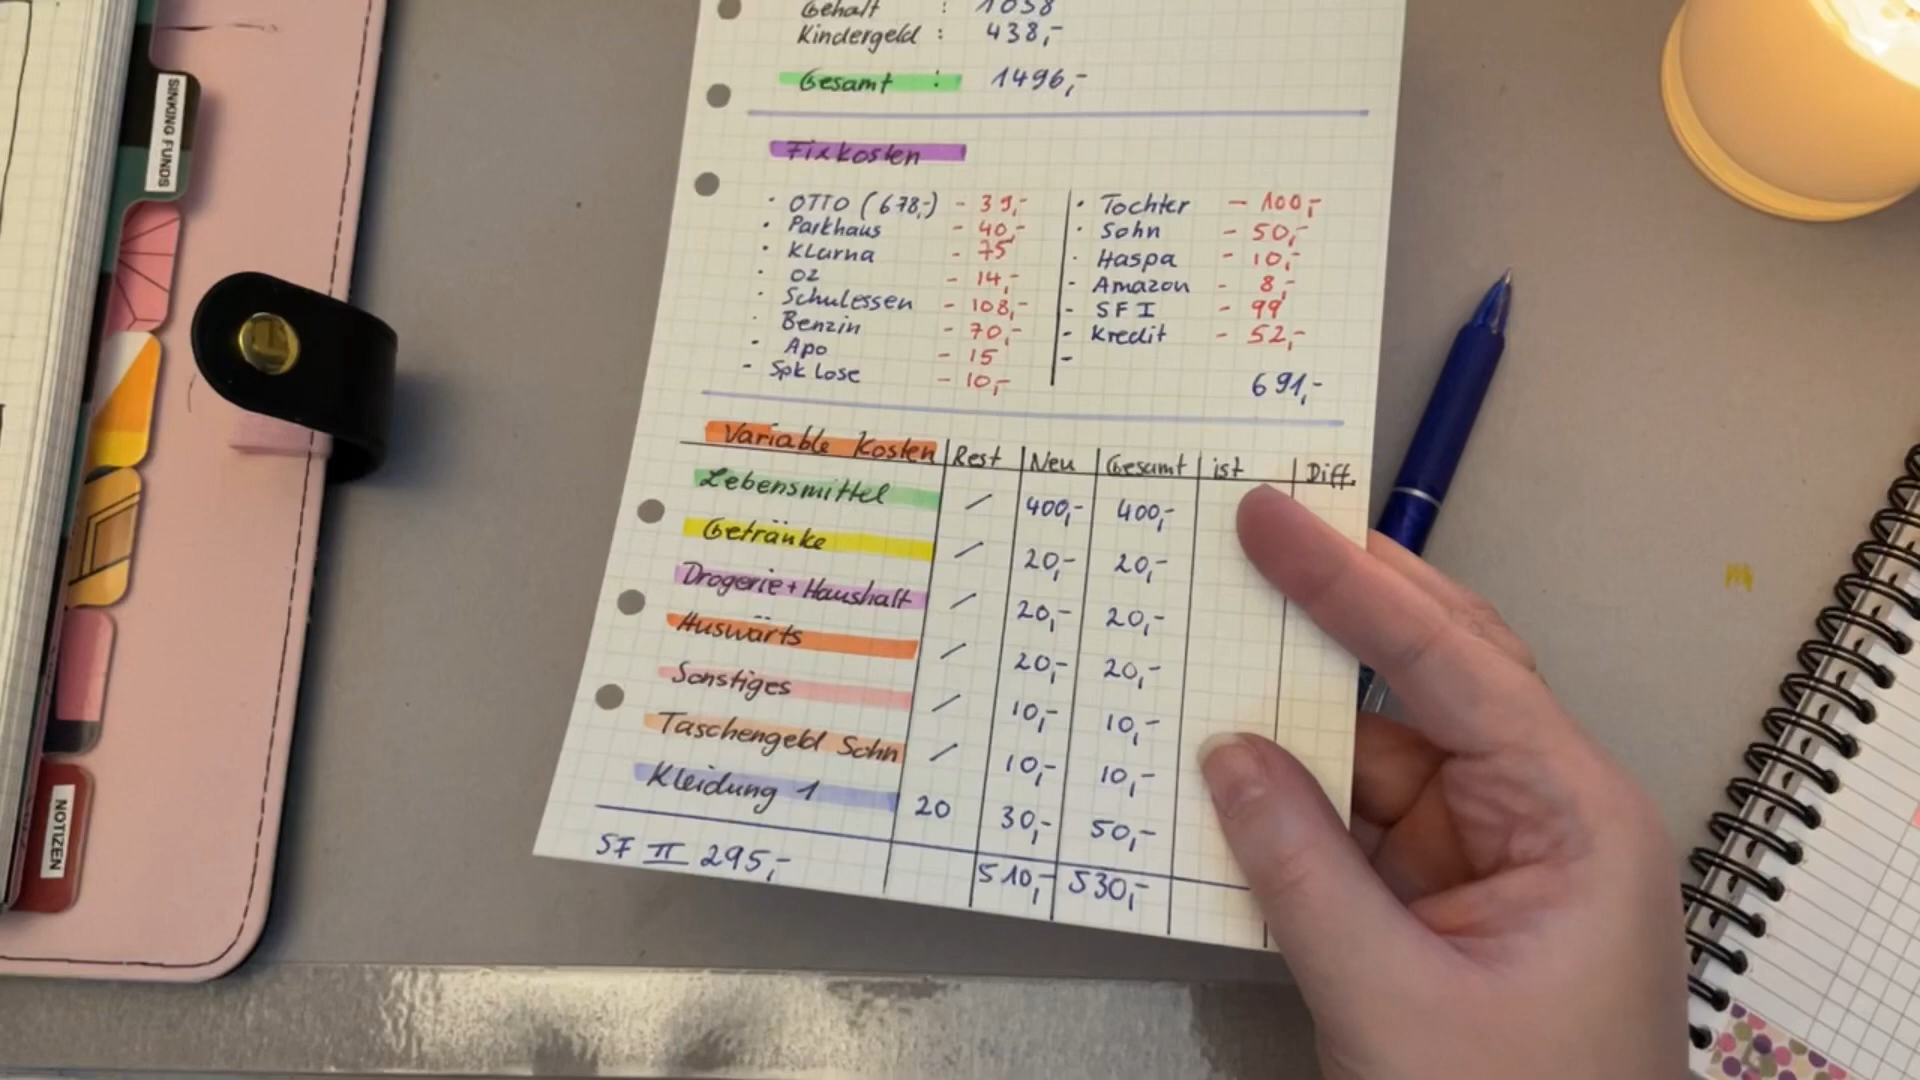 SINKING FUNDS
NOTIZEN
Gehalt : 1058
Kindergeld : 438,-
Gesamt : 1496,-
Fixkosten
· OTTO (678,-) - 39,-
· Parkhaus - 40,-
· Klarna - 75
· O2 - 14,-
· Schulessen - 108,-
· Benzin - 70,-
· Apo - 15
- Spk Lose - 10,-
· Tochter - 100,-
· Sohn - 50,-
· Haspa - 10,-
- Amazon - 8,-
- SF I - 99
- Kredit - 52,-
-
691,-
Variable Kosten Rest Neu Gesamt ist Diff.
Lebensmittel / 400,- 400,-
Getränke / 20,- 20,-
Drogerie + Haushalt / 20,- 20,-
Auswärts / 20,- 20,-
Sonstiges / 10,- 10,-
Taschengeld Sohn / 10,- 10,-
Kleidung 1 20 30,- 50,-
SF II 295,- 510,- 530,-